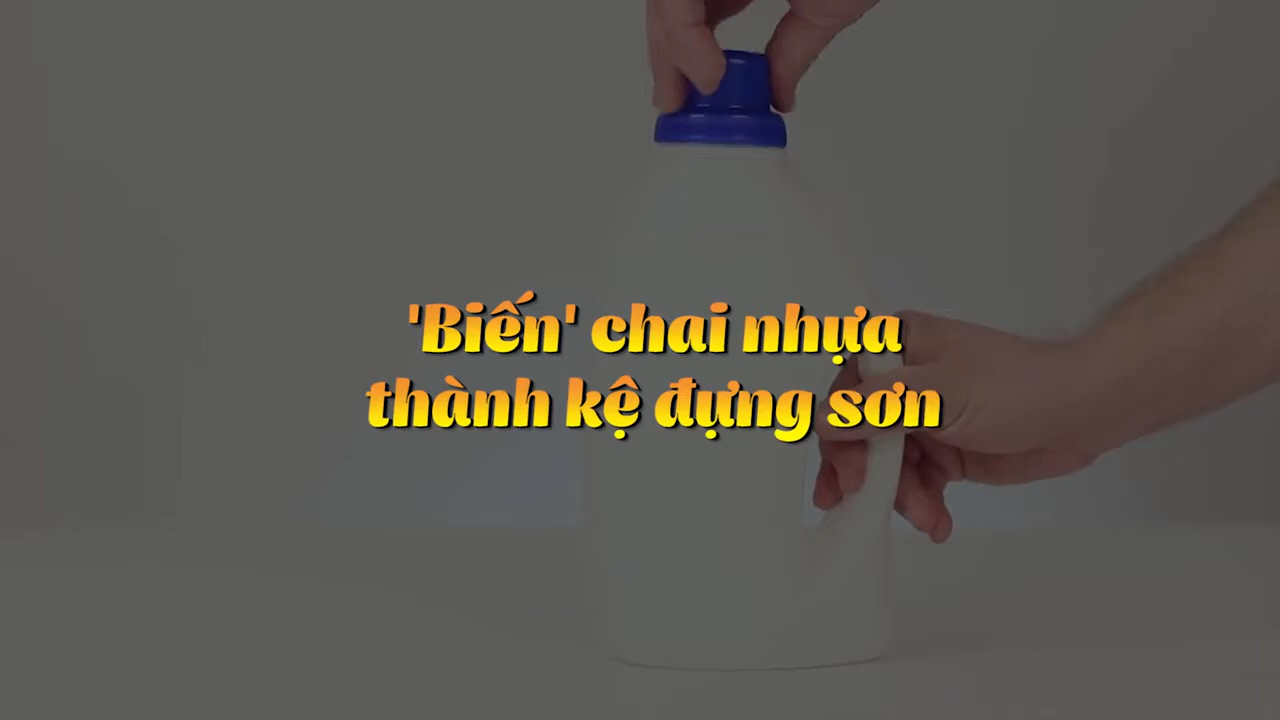 'Biến' chai nhựa
thành kệ đựng sơn